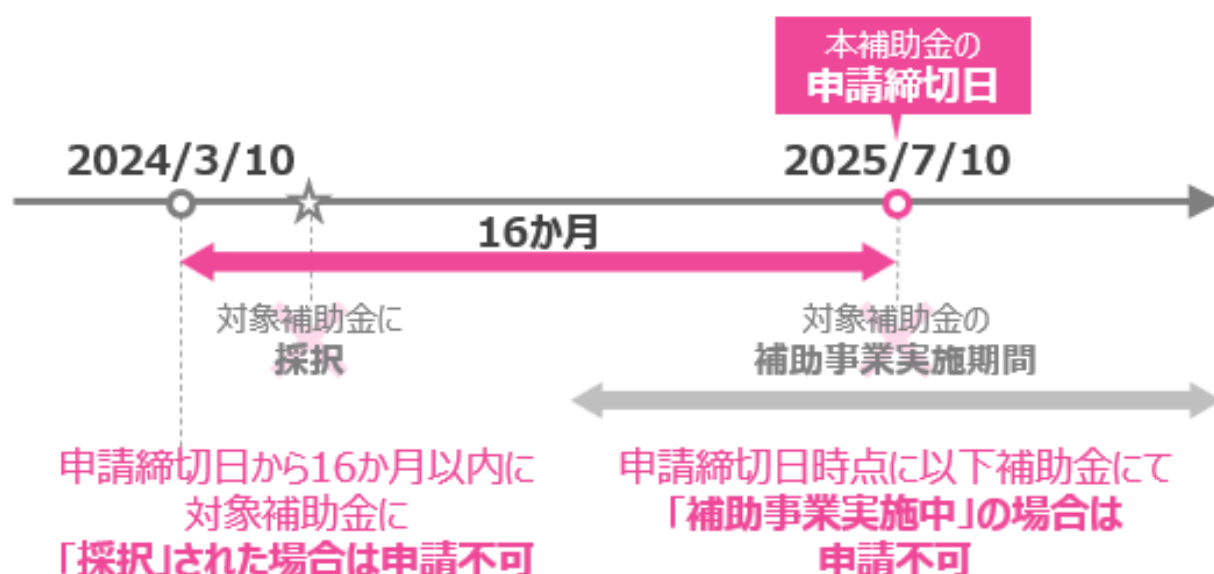 本補助金の
申請締切日
2024/3/10
2025/7/10
16か月
対象補助金に
採択
対象補助金の
補助事業実施期間
申請締切日から16か月以内に
対象補助金に
「採択」された場合は申請不可
申請締切日時点に以下補助金にて
「補助事業実施中」の場合は
申請不可